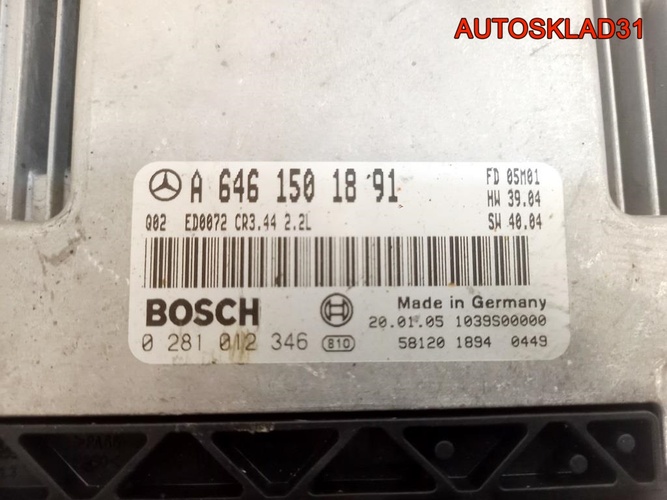 AUTOSKLAD31
A 646 150 18 91
FD 05M01
HW 39.04
Q02 ED0072 CR3.44 2.2L
SW 40.04
BOSCH
Made in Germany
20.01.05 1039S00000
0 281 012 346 810
58120 1894 0449